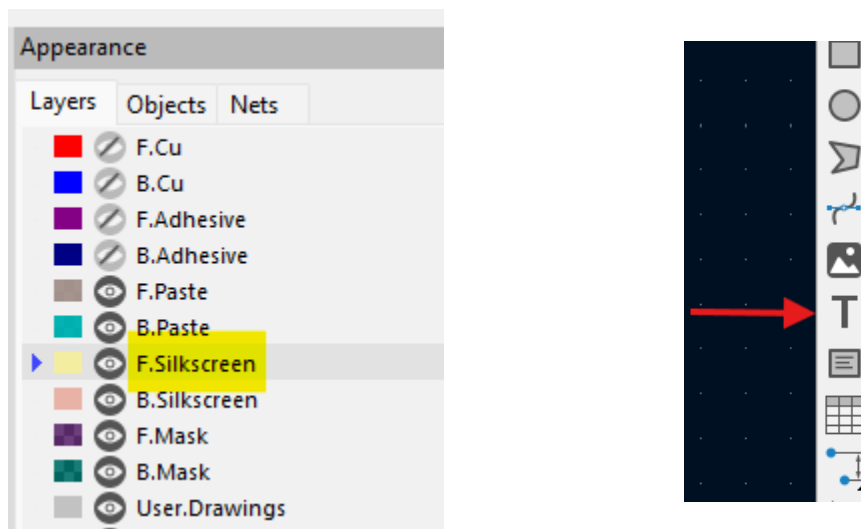 Appearance
Layers Objects Nets
F.Cu
B.Cu
F.Adhesive
B.Adhesive
F.Paste
B.Paste
F.Silkscreen
B.Silkscreen
F.Mask
B.Mask
User.Drawings
T